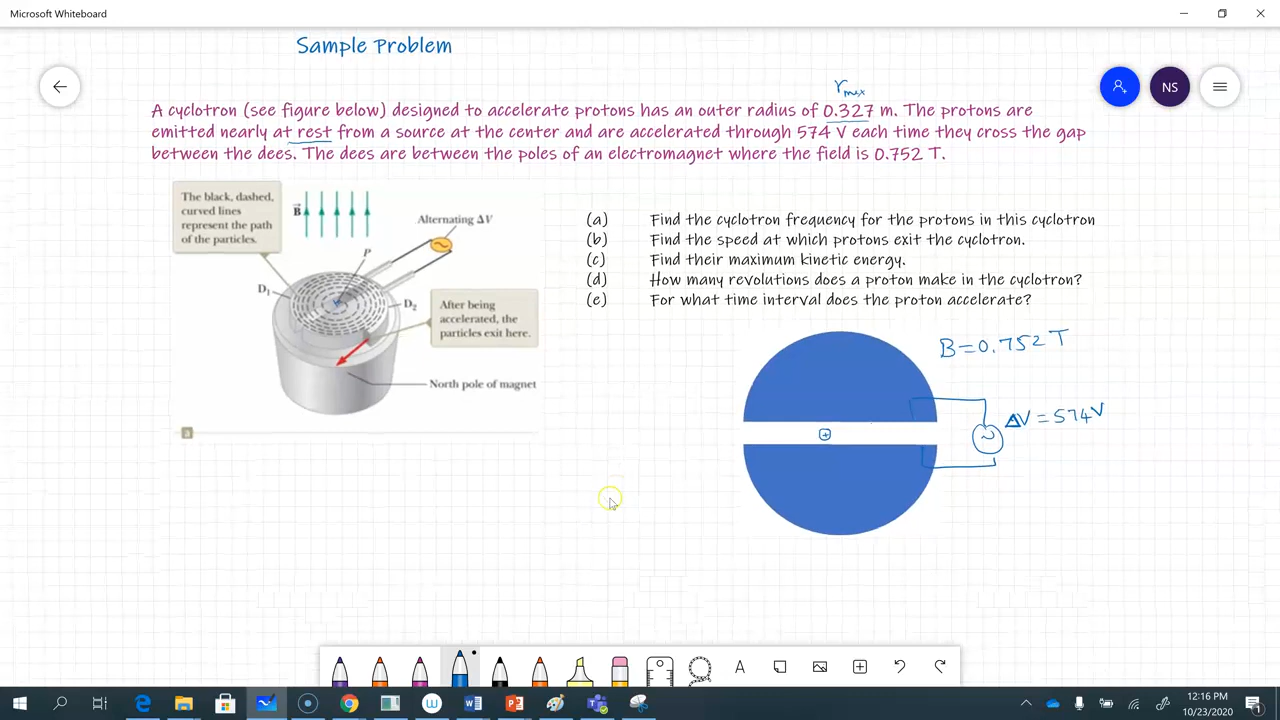 Microsoft Whiteboard
Sample Problem
r max
A cyclotron (see figure below) designed to accelerate protons has an outer radius of 0.327 m. The protons are
emitted nearly at rest from a source at the center and are accelerated through 574 V each time they cross the gap
between the dees. The dees are between the poles of an electromagnet where the field is 0.752 T.
NS
The black, dashed,
curved lines
represent the path
of the particles.
B
Alternating ΔV
P
D1
D2
After being
accelerated, the
particles exit here.
North pole of magnet
a
(a) Find the cyclotron frequency for the protons in this cyclotron
(b) Find the speed at which protons exit the cyclotron.
(c) Find their maximum kinetic energy.
(d) How many revolutions does a proton make in the cyclotron?
(e) For what time interval does the proton accelerate?
B=0.752 T
ΔV = 574V
+
~
A
12:16 PM
10/23/2020
1